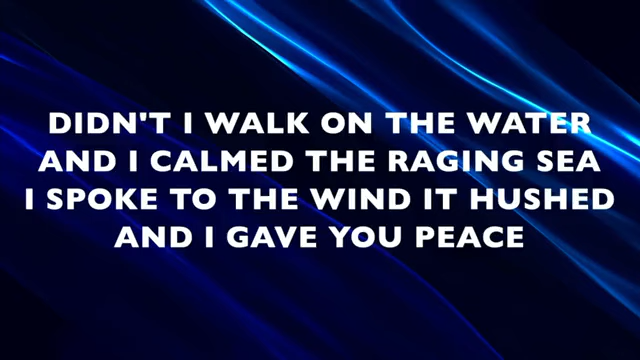 DIDN'T I WALK ON THE WATER
AND I CALMED THE RAGING SEA
I SPOKE TO THE WIND IT HUSHED
AND I GAVE YOU PEACE